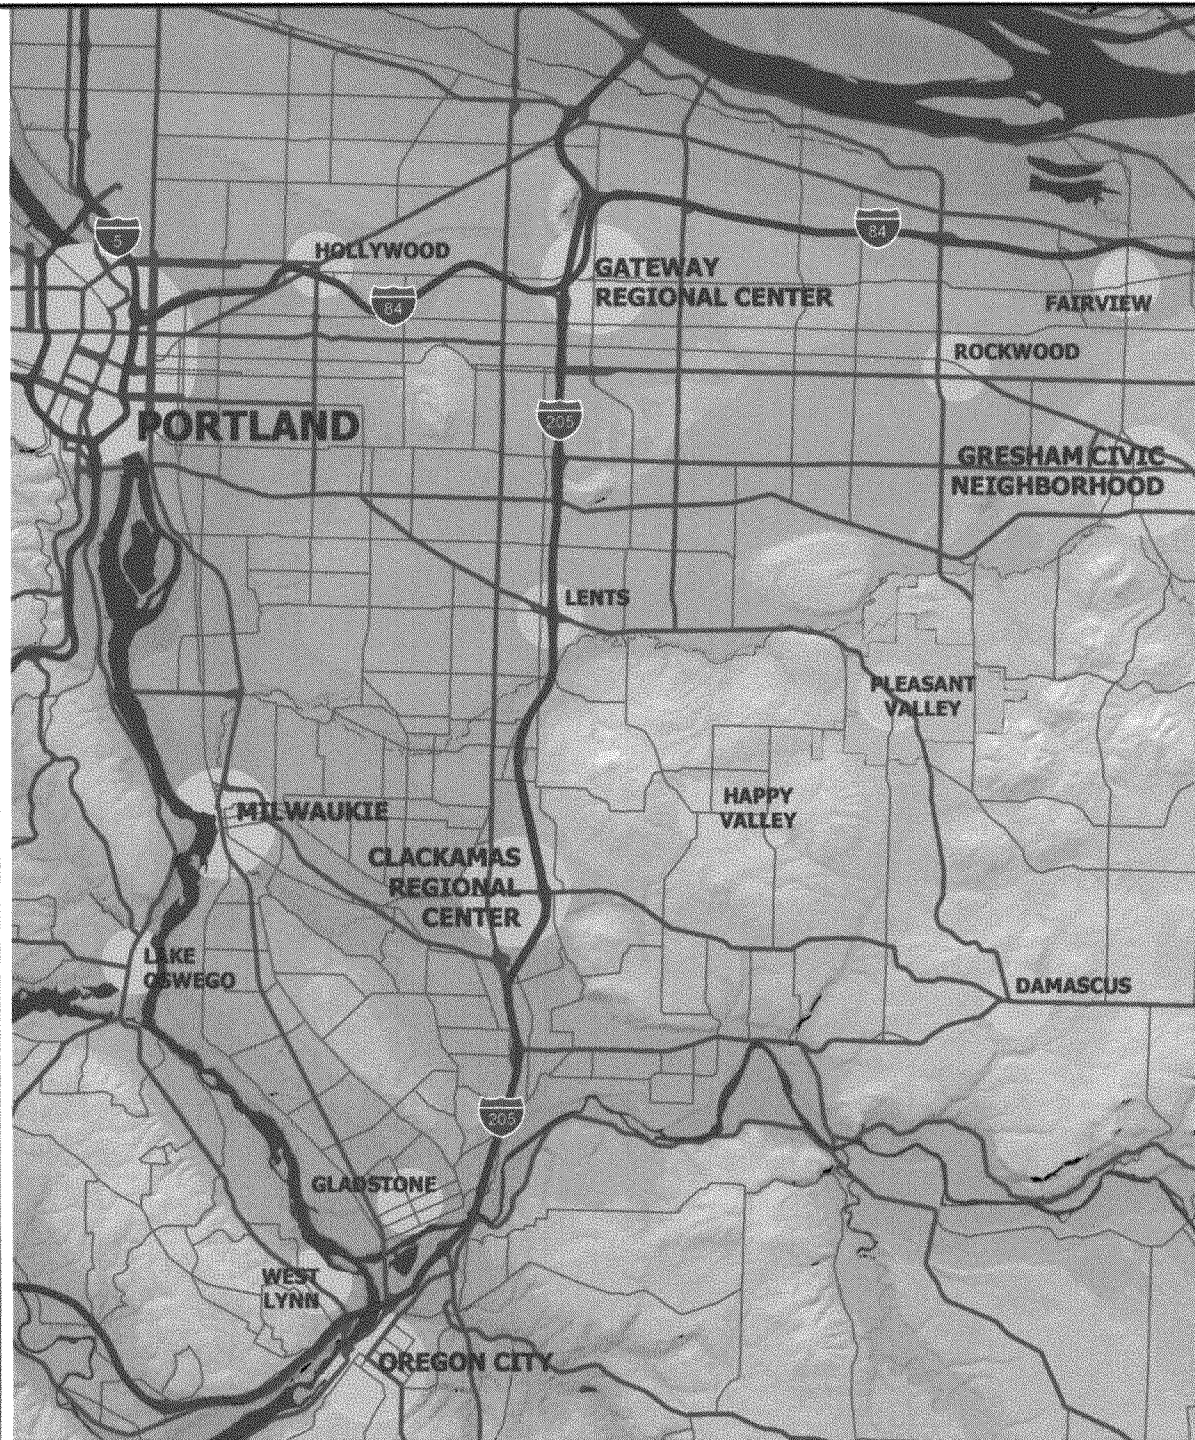 5
84
HOLLYWOOD
GATEWAY
REGIONAL CENTER
84
FAIRVIEW
ROCKWOOD
PORTLAND
205
GRESHAM CIVIC
NEIGHBORHOOD
LENTS
PLEASANT
VALLEY
HAPPY
VALLEY
MILWAUKIE
CLACKAMAS
REGIONAL
CENTER
LAKE
OSWEGO
DAMASCUS
205
GLADSTONE
WEST
LYNN
OREGON CITY